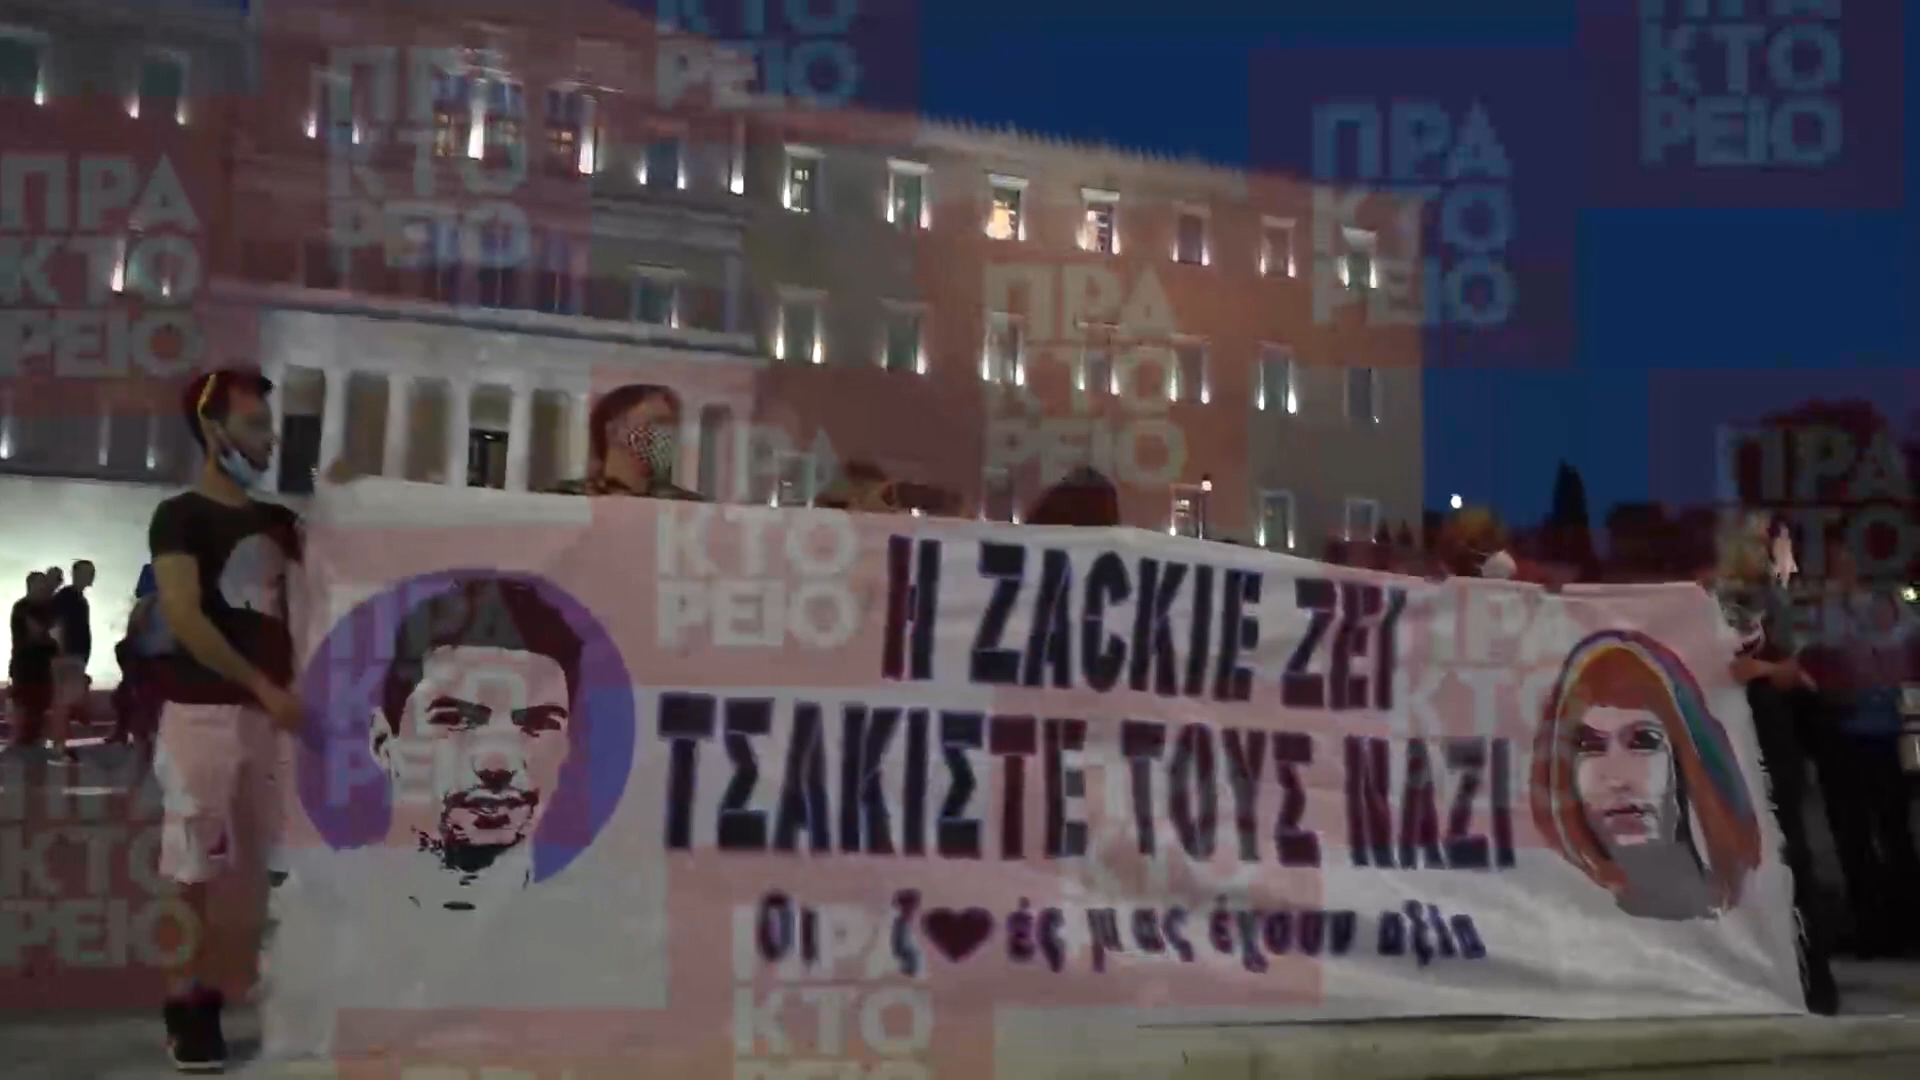 Η ZACKIE ΖΕΙ
ΤΣΑΚΙΣΤΕ ΤΟΥΣ ΝΑΖΙ
Οι ζ❤ές μας έχουν αξία
ΠΡΑ
ΚΤΟ
ΡΕΙΟ